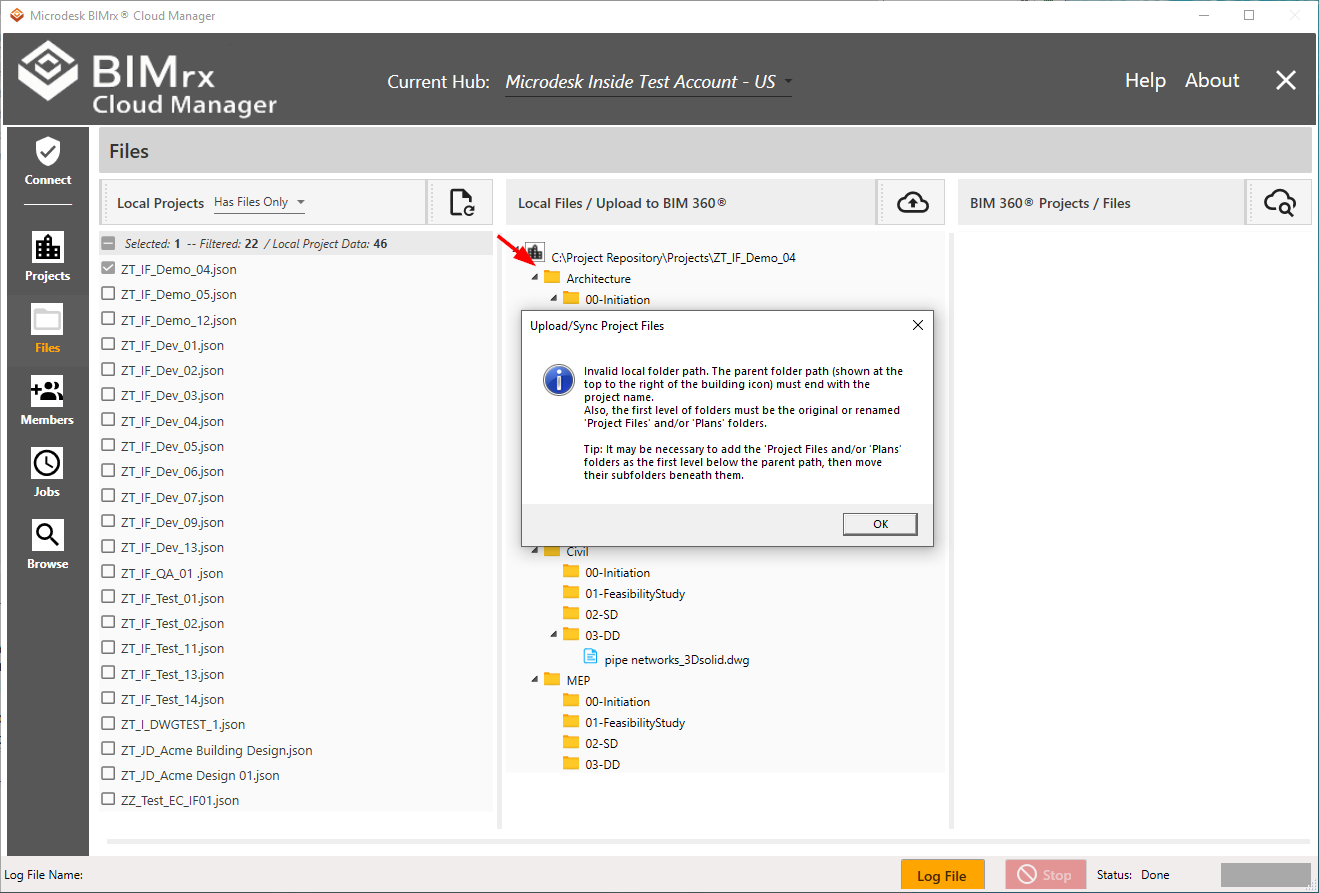 Microdesk BIMrx® Cloud Manager
BIMrx
Cloud Manager
Current Hub: Microdesk Inside Test Account - US
Help About
Connect
Projects
Files
Members
Jobs
Browse
Files
Local Projects Has Files Only
Selected: 1 -- Filtered: 22 / Local Project Data: 46
ZT_IF_Demo_04.json
ZT_IF_Demo_05.json
ZT_IF_Demo_12.json
ZT_IF_Dev_01.json
ZT_IF_Dev_02.json
ZT_IF_Dev_03.json
ZT_IF_Dev_04.json
ZT_IF_Dev_05.json
ZT_IF_Dev_06.json
ZT_IF_Dev_07.json
ZT_IF_Dev_09.json
ZT_IF_Dev_13.json
ZT_IF_QA_01 .json
ZT_IF_Test_01.json
ZT_IF_Test_02.json
ZT_IF_Test_11.json
ZT_IF_Test_13.json
ZT_IF_Test_14.json
ZT_I_DWGTEST_1.json
ZT_JD_Acme Building Design.json
ZT_JD_Acme Design 01.json
ZZ_Test_EC_IF01.json
Local Files / Upload to BIM 360®
C:\Project Repository\Projects\ZT_IF_Demo_04
Architecture
00-Initiation
Upload/Sync Project Files
Invalid local folder path. The parent folder path (shown at the
top to the right of the building icon) must end with the
project name.
Also, the first level of folders must be the original or renamed
'Project Files' and/or 'Plans' folders.
Tip: It may be necessary to add the 'Project Files and/or 'Plans'
folders as the first level below the parent path, then move
their subfolders beneath them.
OK
Civil
00-Initiation
01-FeasibilityStudy
02-SD
03-DD
pipe networks_3Dsolid.dwg
MEP
00-Initiation
01-FeasibilityStudy
02-SD
03-DD
BIM 360® Projects / Files
Log File Name:
Log File
Stop
Status: Done